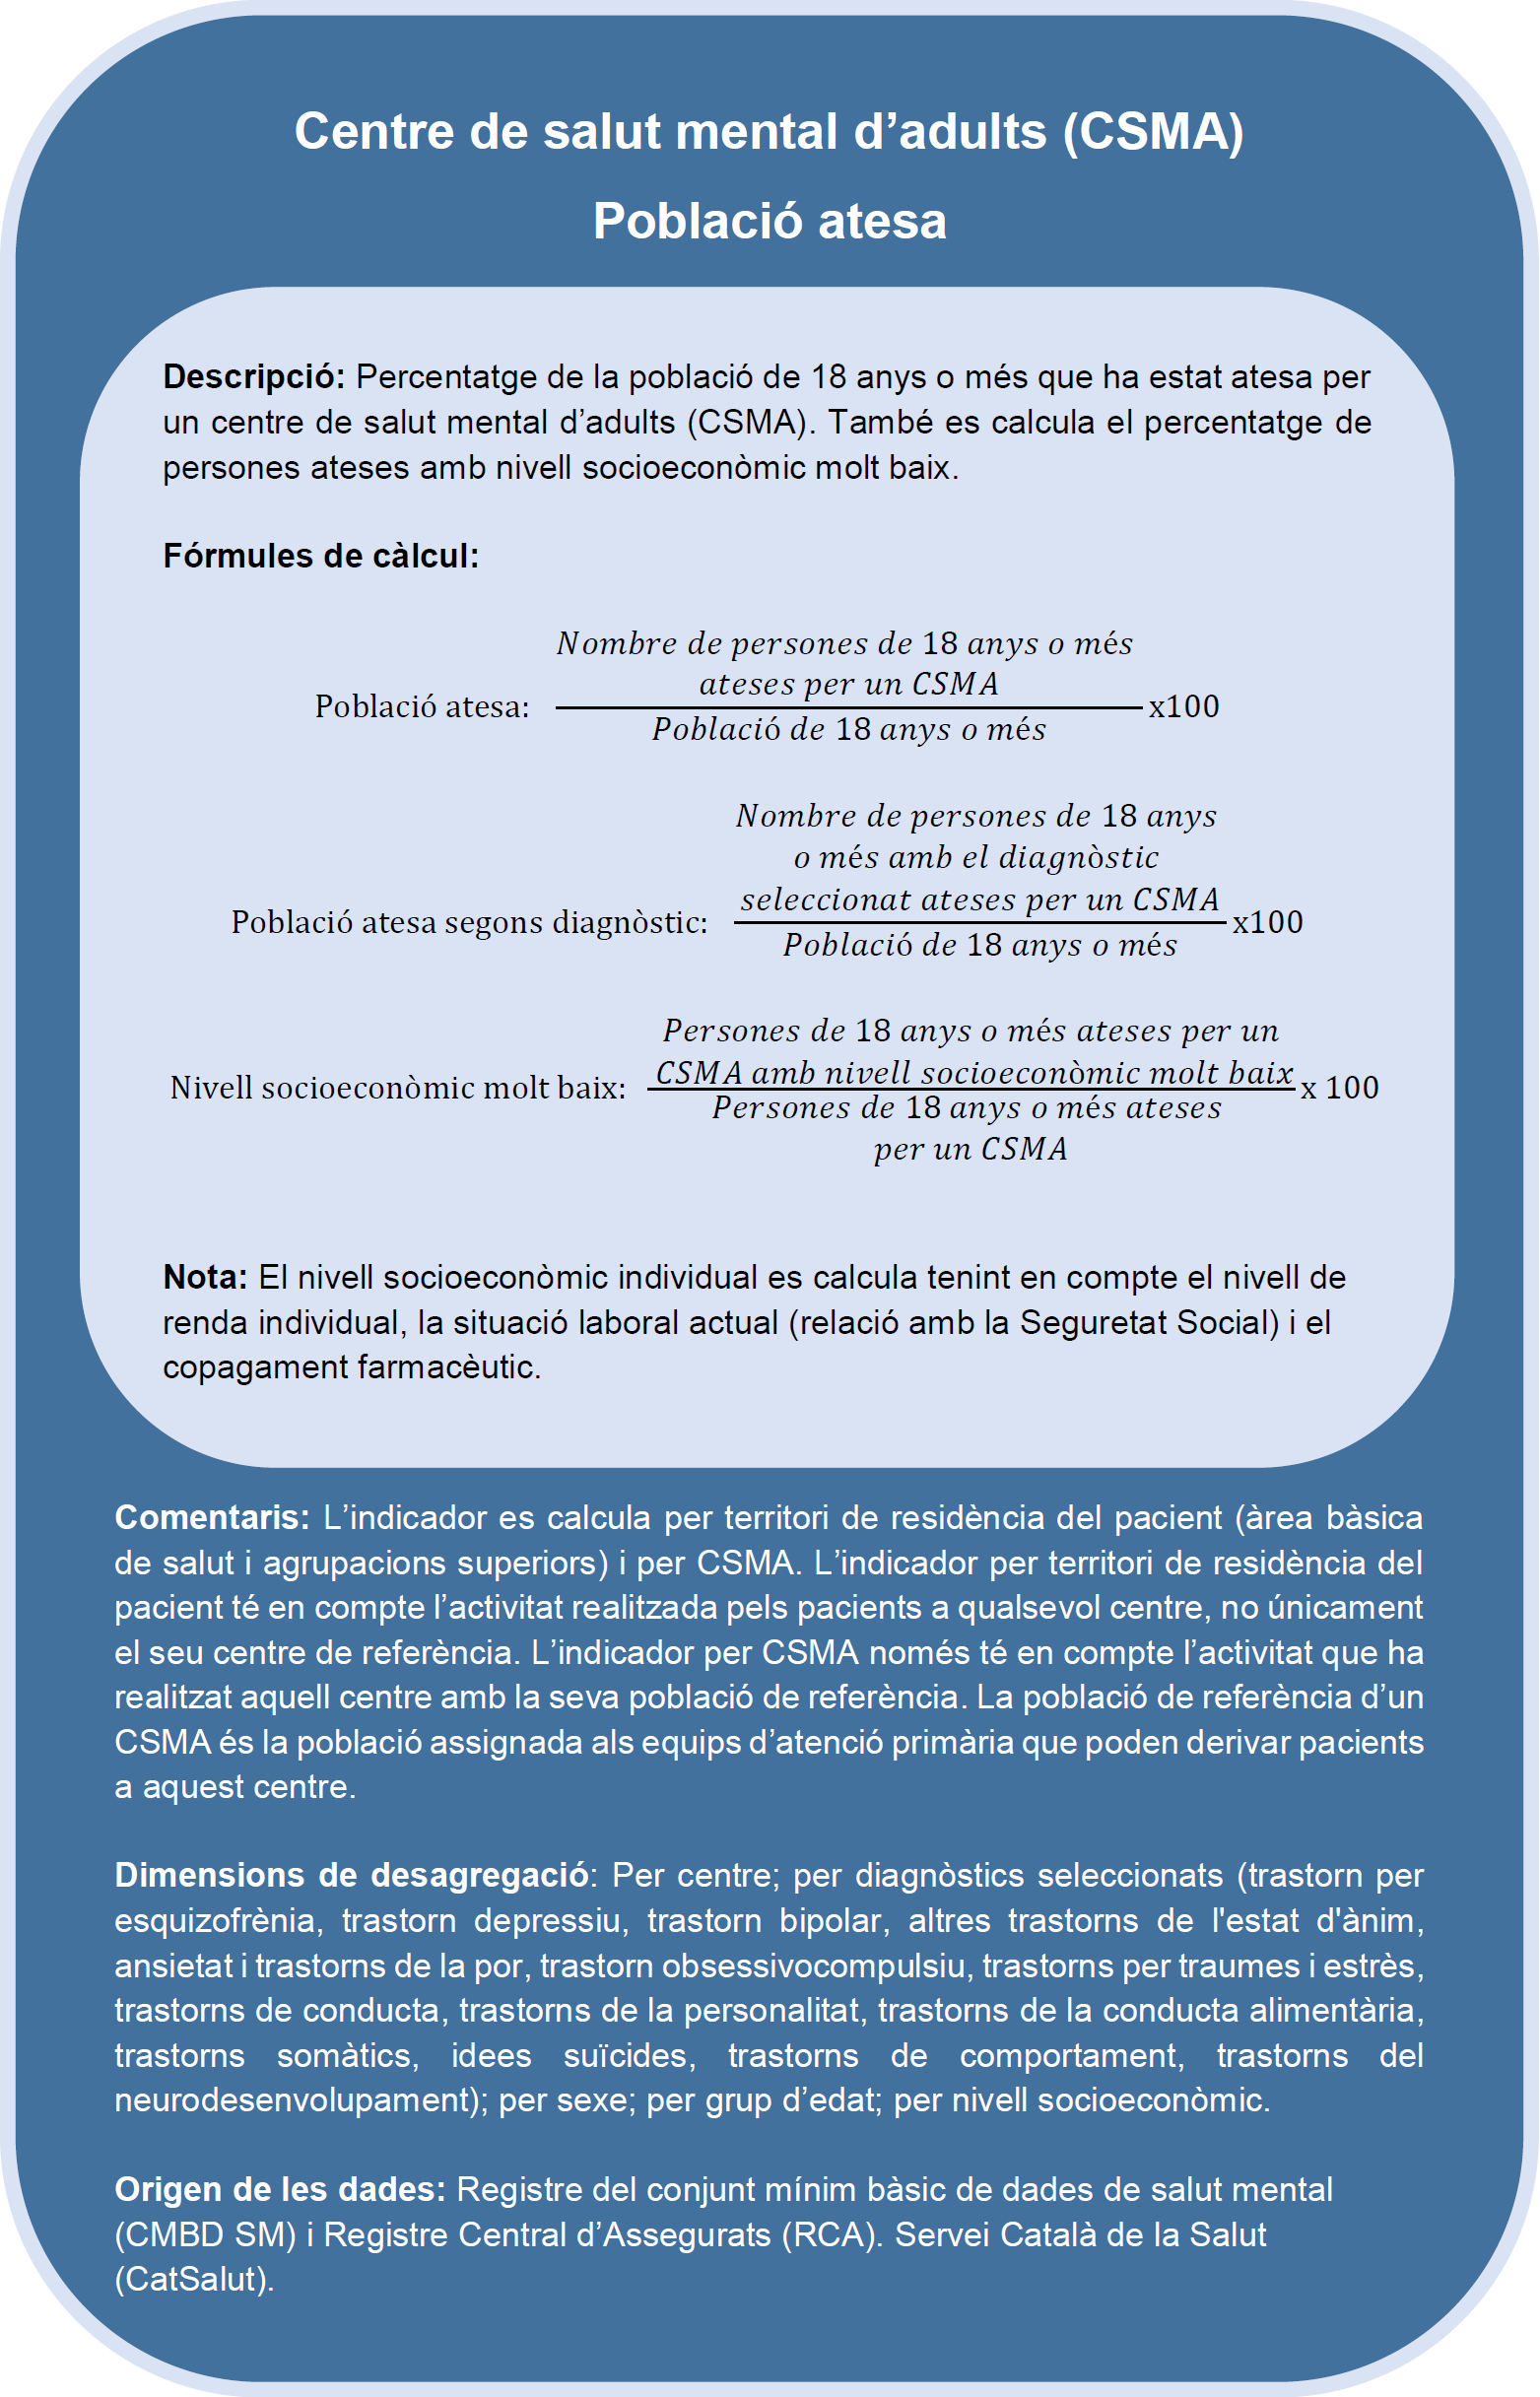 Centre de salut mental d’adults (CSMA)
Població atesa
Descripció: Percentatge de la població de 18 anys o més que ha estat atesa per
un centre de salut mental d’adults (CSMA). També es calcula el percentatge de
persones ateses amb nivell socioeconòmic molt baix.
Fórmules de càlcul:
Nombre de persones de 18 anys o més
ateses per un CSMA
Població atesa: x100
Població de 18 anys o més
Nombre de persones de 18 anys
o més amb el diagnòstic
seleccionat ateses per un CSMA
Població atesa segons diagnòstic: x100
Població de 18 anys o més
Persones de 18 anys o més ateses per un
CSMA amb nivell socioeconòmic molt baix
Nivell socioeconòmic molt baix: x 100
Persones de 18 anys o més ateses
per un CSMA
Nota: El nivell socioeconòmic individual es calcula tenint en compte el nivell de
renda individual, la situació laboral actual (relació amb la Seguretat Social) i el
copagament farmacèutic.
Comentaris: L’indicador es calcula per territori de residència del pacient (àrea bàsica
de salut i agrupacions superiors) i per CSMA. L’indicador per territori de residència del
pacient té en compte l’activitat realitzada pels pacients a qualsevol centre, no únicament
el seu centre de referència. L’indicador per CSMA només té en compte l’activitat que ha
realitzat aquell centre amb la seva població de referència. La població de referència d’un
CSMA és la població assignada als equips d’atenció primària que poden derivar pacients
a aquest centre.
Dimensions de desagregació: Per centre; per diagnòstics seleccionats (trastorn per
esquizofrènia, trastorn depressiu, trastorn bipolar, altres trastorns de l'estat d'ànim,
ansietat i trastorns de la por, trastorn obsessivocompulsiu, trastorns per traumes i estrès,
trastorns de conducta, trastorns de la personalitat, trastorns de la conducta alimentària,
trastorns somàtics, idees suïcides, trastorns de comportament, trastorns del
neurodesenvolupament); per sexe; per grup d’edat; per nivell socioeconòmic.
Origen de les dades: Registre del conjunt mínim bàsic de dades de salut mental
(CMBD SM) i Registre Central d’Assegurats (RCA). Servei Català de la Salut
(CatSalut).